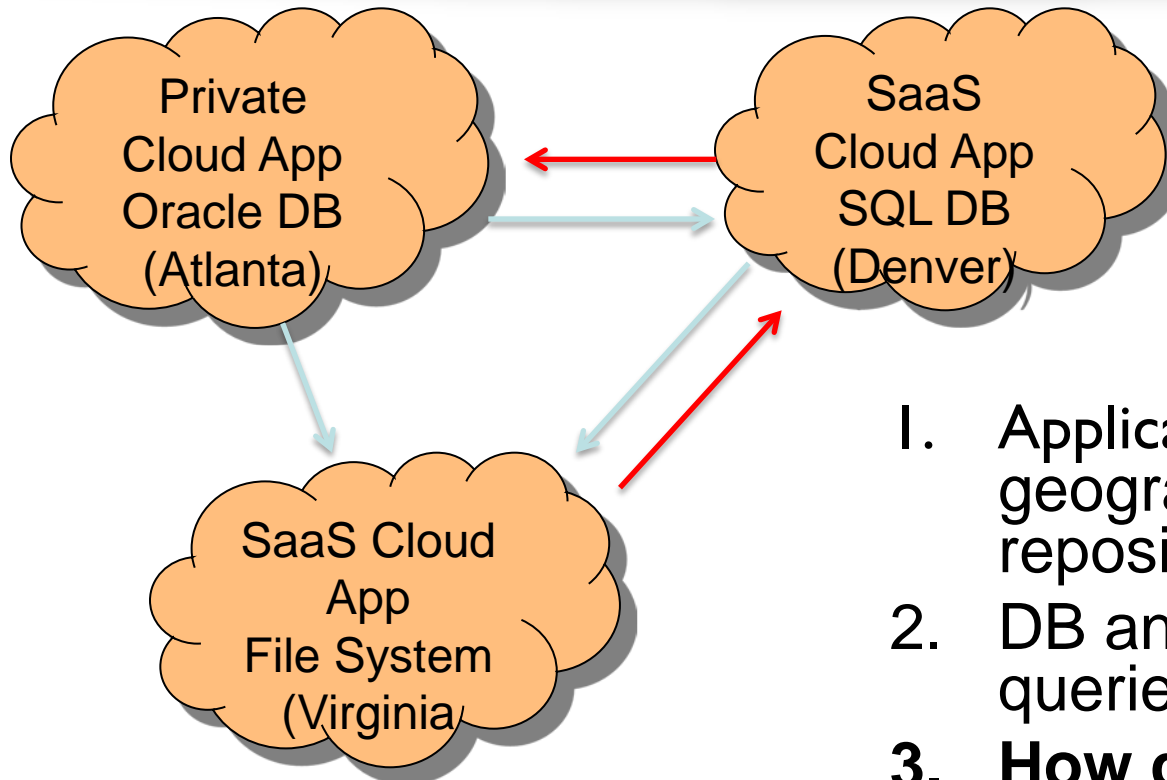 Private
Cloud App
Oracle DB
(Atlanta)
SaaS
Cloud App
SQL DB
(Denver)
)
SaaS Cloud
App
File System
(Virginia
1.
2. DB
3. How